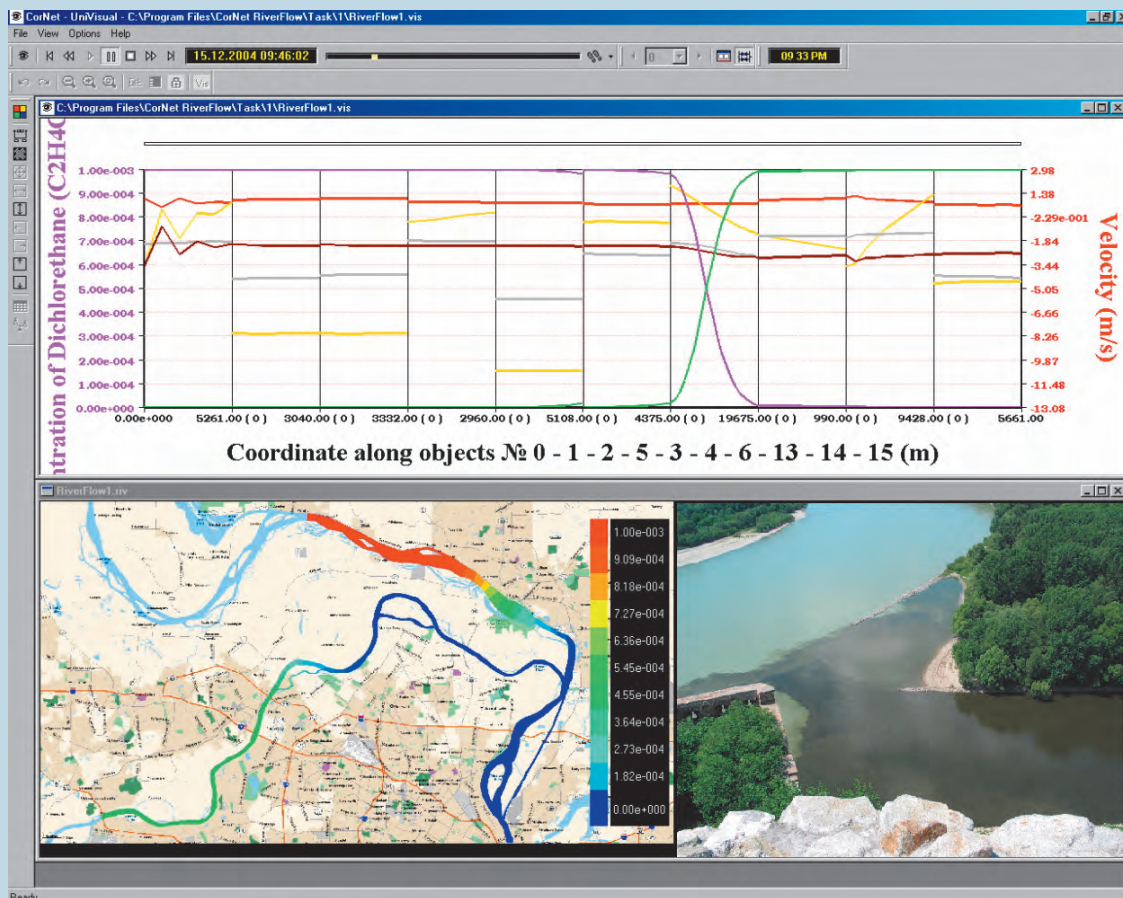 CorNet - UniVisual - C:\Program Files\CorNet RiverFlow\Task\1\RiverFlow1.vis
File View Options Help
15.12.2004 09:46:02
0
09 33 PM
Vis
C:\Program Files\CorNet RiverFlow\Task\1\RiverFlow1.vis
ntration of Dichlorethane (C2H4C
1.00e-003
9.00e-004
8.00e-004
7.00e-004
6.00e-004
5.00e-004
4.00e-004
3.00e-004
2.00e-004
1.00e-004
0.00e+000
2.98
1.38
-2.29e-001
-1.84
-3.44
-5.05
-6.66
-8.26
-9.87
-11.48
-13.08
Velocity (m/s)
0.00e+000 5261.00 ( 0 ) 3040.00 ( 0 ) 3332.00 ( 0 ) 2960.00 ( 0 ) 5108.00 ( 0 ) 4375.00 ( 0 ) 19675.00 ( 0 ) 990.00 ( 0 ) 9428.00 ( 0 ) 5661.00
Coordinate along objects № 0 - 1 - 2 - 5 - 3 - 4 - 6 - 13 - 14 - 15 (m)
RiverFlow1.riv
1.00e-003
9.09e-004
8.18e-004
7.27e-004
6.36e-004
5.45e-004
4.55e-004
3.64e-004
2.73e-004
1.82e-004
0.00e+000
Ready